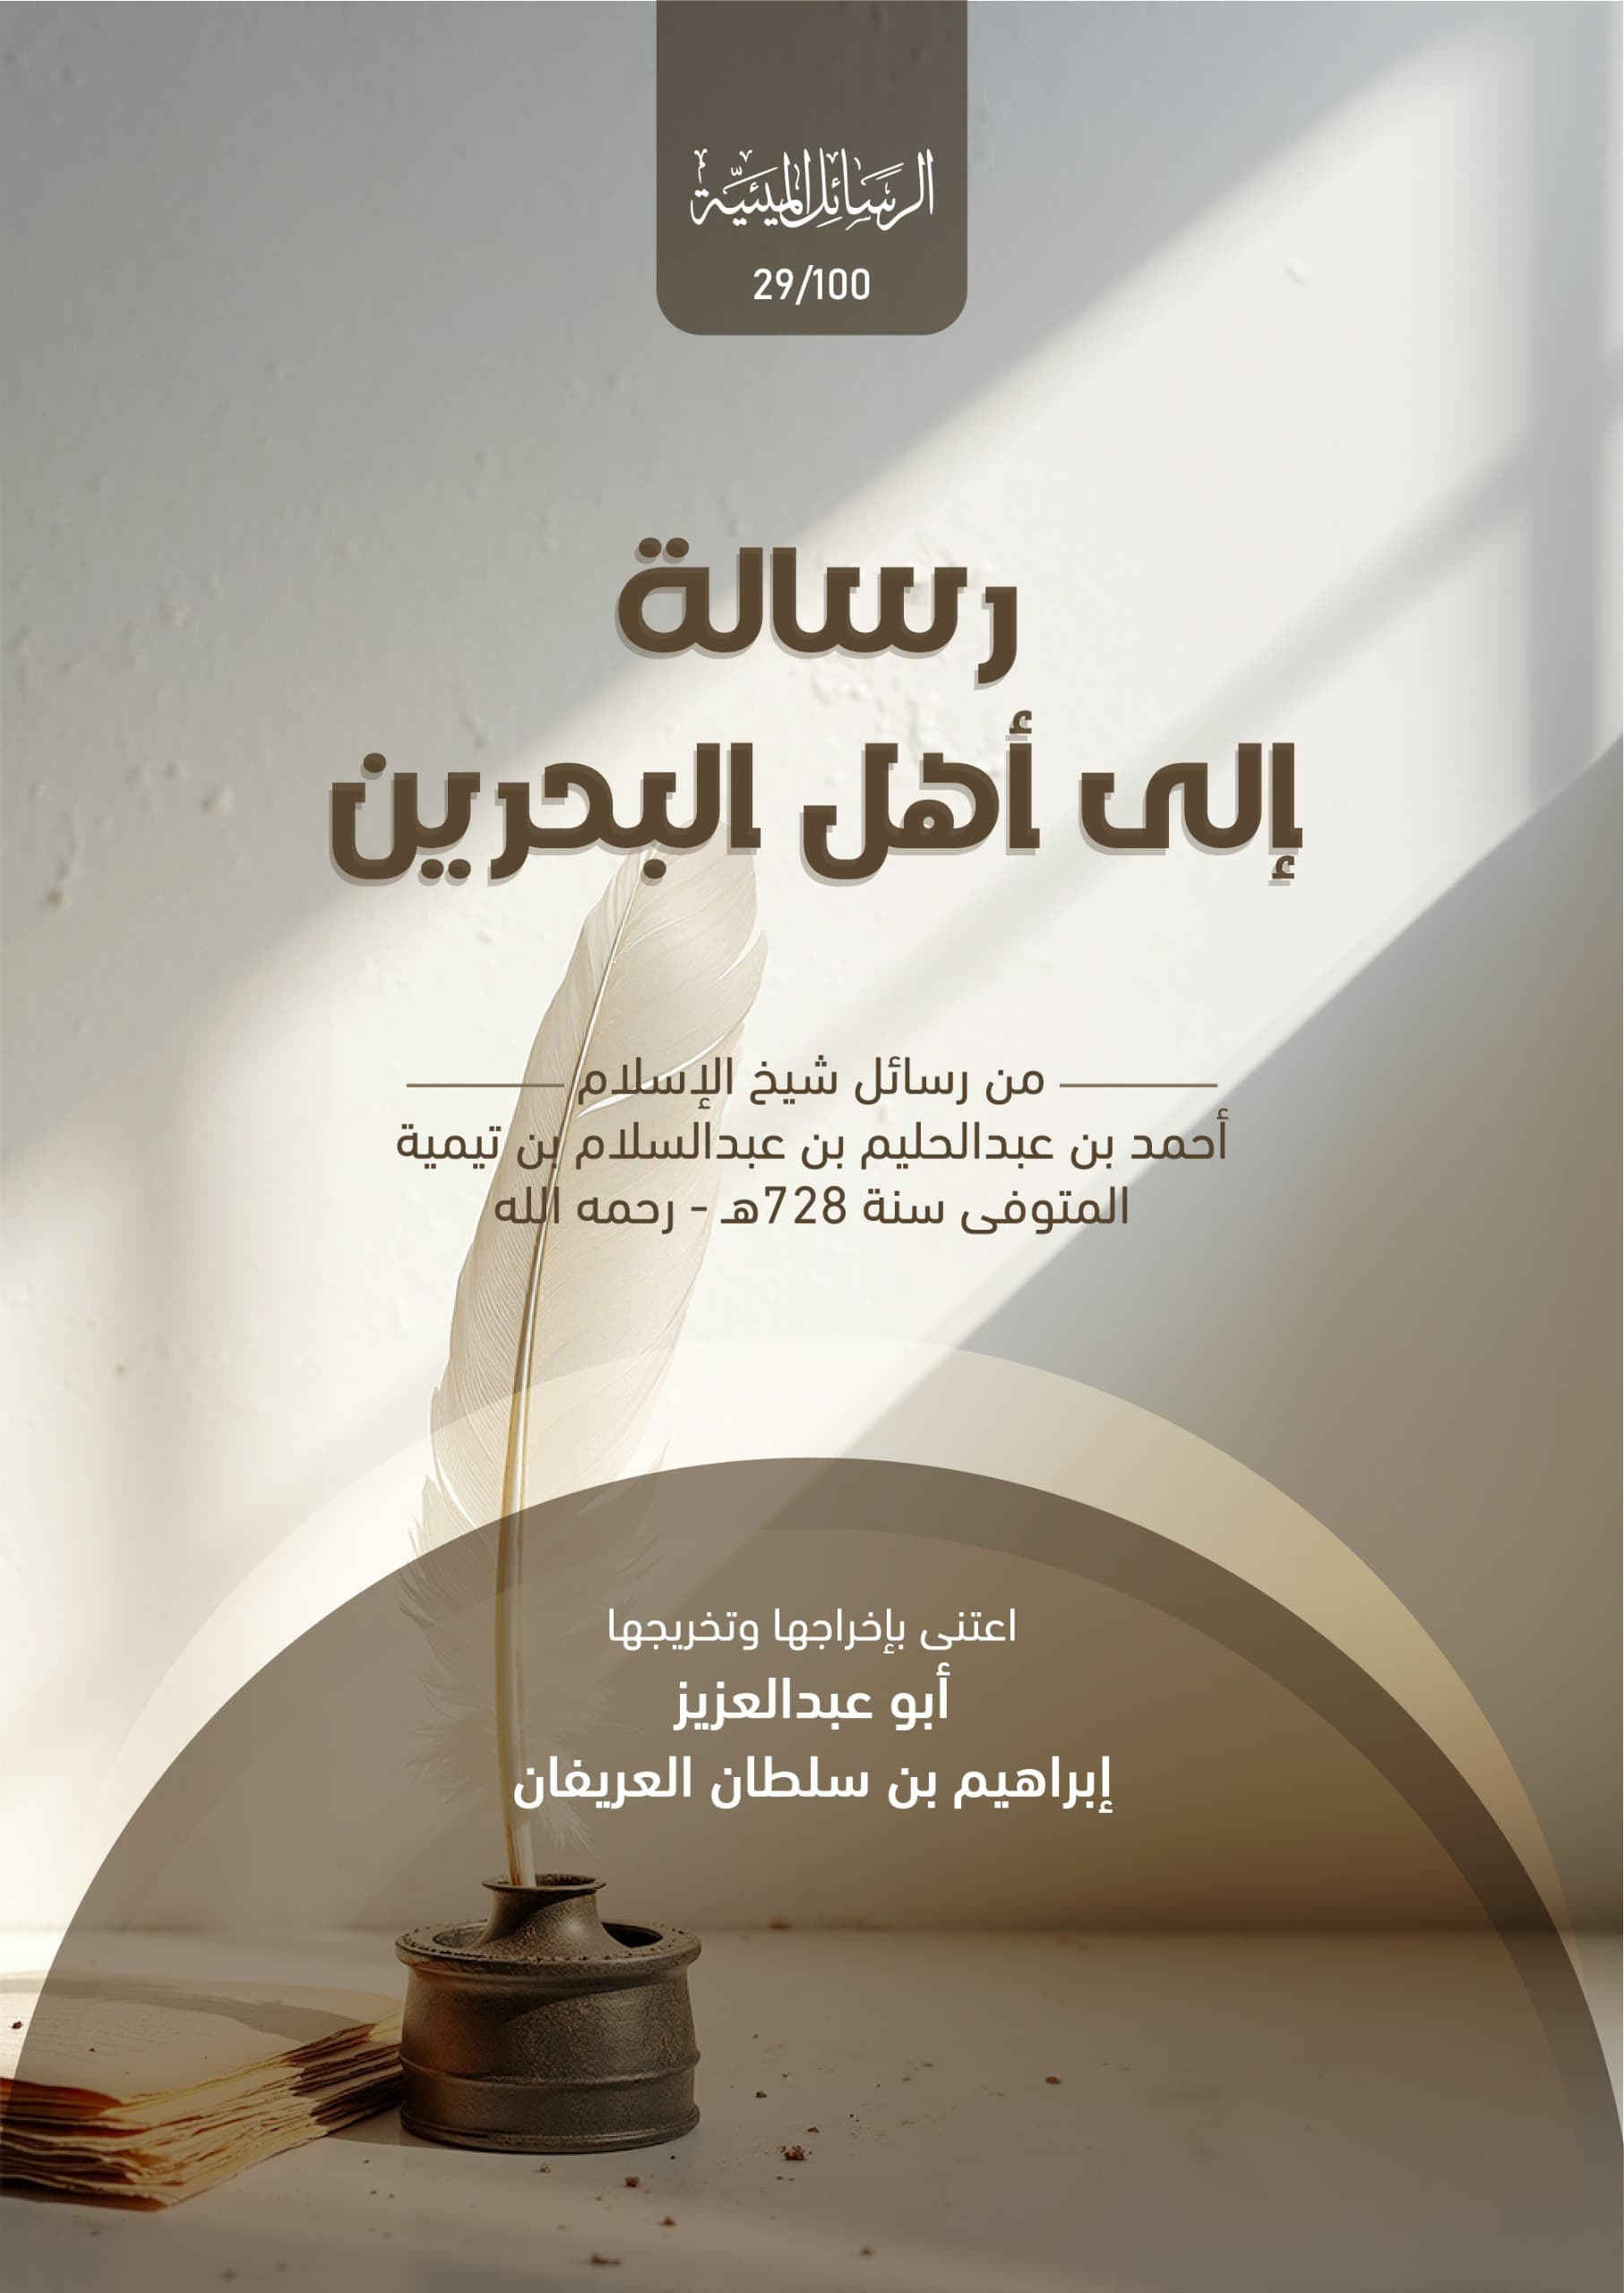 الرسائل الميئية
29/100
رسالة
إلى أهل البحرين
من رسائل شيخ الإسلام
أحمد بن عبدالحليم بن عبدالسلام بن تيمية
المتوفى سنة 728هـ - رحمه الله
اعتنى بإخراجها وتخريجها
أبو عبدالعزيز
إبراهيم بن سلطان العريفان